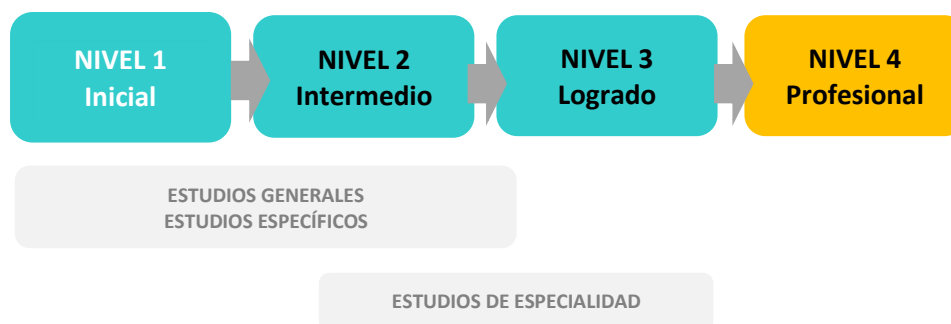 NIVEL 1
Inicial
NIVEL 2
Intermedio
NIVEL 3
Logrado
NIVEL 4
Profesional
ESTUDIOS GENERALES
ESTUDIOS ESPECÍFICOS
ESTUDIOS DE ESPECIALIDAD